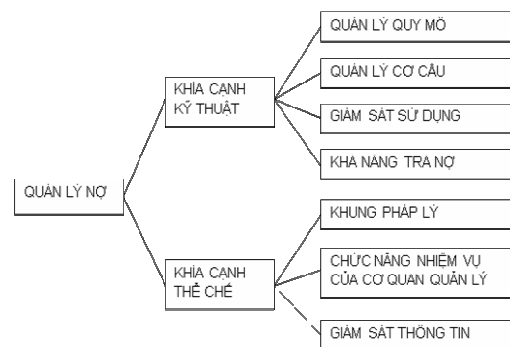 QUẢN LÝ QUY MÔ
KHÍA CẠNH
KỸ THUẬT
QUẢN LÝ CƠ CẤU
GIÁM SÁT SỬ DỤNG
KHẢ NĂNG TRẢ NỢ
QUẢN LÝ NỢ
KHUNG PHÁP LÝ
KHÍA CẠNH
THỂ CHẾ
CHỨC NĂNG NHIỆM VỤ
CỦA CƠ QUAN QUẢN LÝ
GIÁM SÁT THÔNG TIN